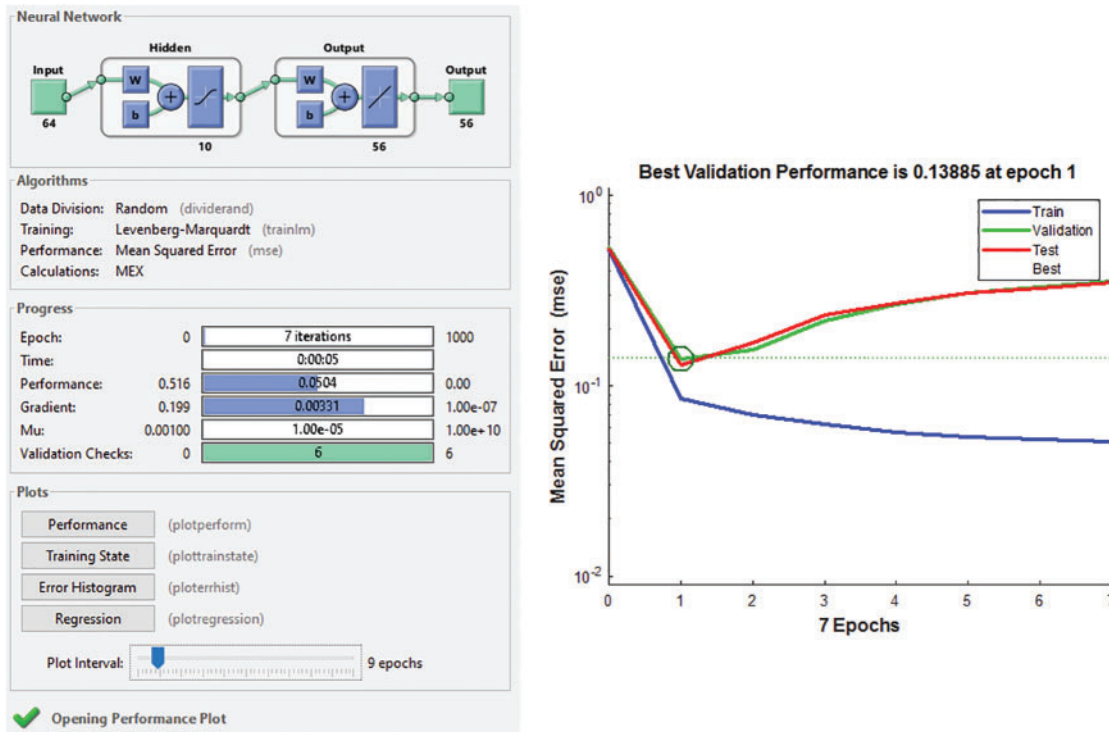 Neural Network
Hidden
Output
Input
W
b
+
W
b
+
Output
64
10
56
56
Algorithms
Data Division: Random (dividerand)
Training: Levenberg-Marquardt (trainlm)
Performance: Mean Squared Error (mse)
Calculations: MEX
Progress
Epoch: 0 7 iterations 1000
Time: 0:00:05
Performance: 0.516 0.0504 0.00
Gradient: 0.199 0.00331 1.00e-07
Mu: 0.00100 1.00e-05 1.00e+10
Validation Checks: 0 6 6
Plots
Performance (plotperform)
Training State (plottrainstate)
Error Histogram (ploterrhist)
Regression (plotregression)
Plot Interval: 9 epochs
Opening Performance Plot
Best Validation Performance is 0.13885 at epoch 1
Mean Squared Error (mse)
10^0
10^-1
10^-2
Train
Validation
Test
Best
0 1 2 3 4 5 6 7
7 Epochs